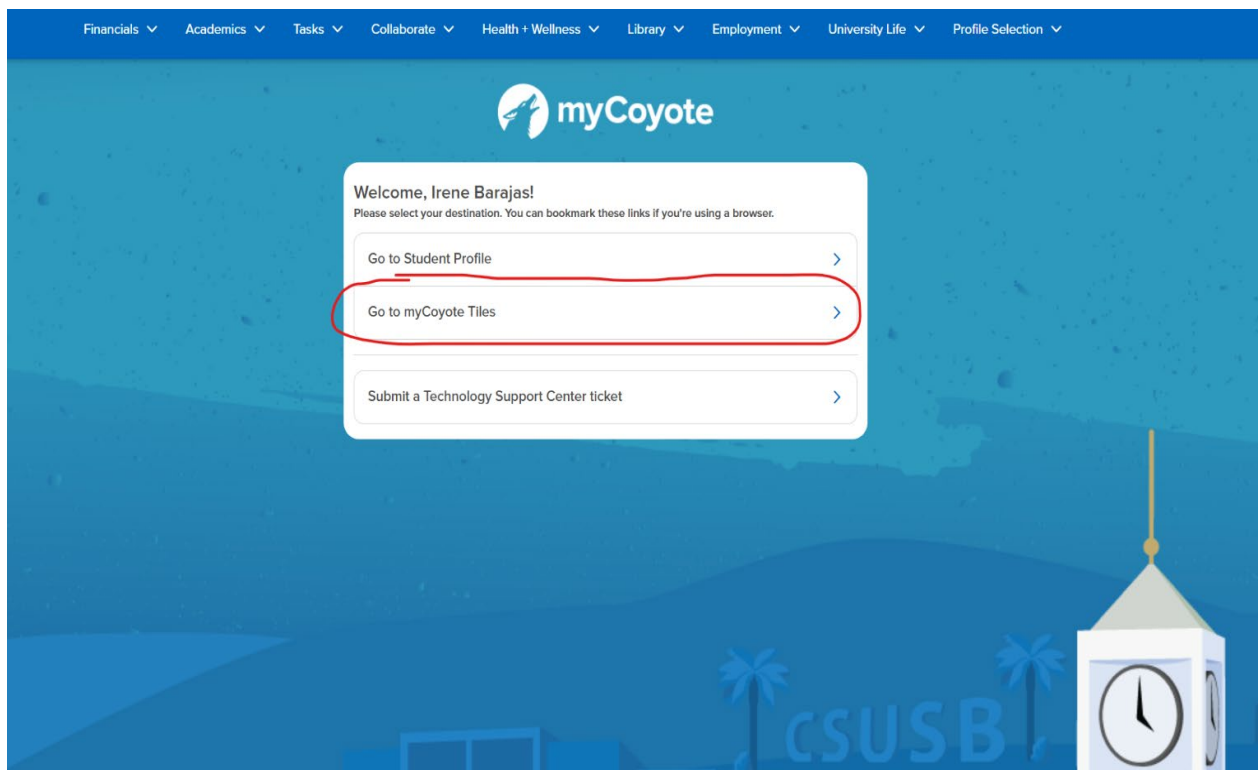 Financials Academics Tasks Collaborate Health + Wellness Library Employment University Life Profile Selection
myCoyote
Welcome, Irene Barajas!
Please select your destination. You can bookmark these links if you're using a browser.
Go to Student Profile
Go to myCoyote Tiles
Submit a Technology Support Center ticket
CSUSB